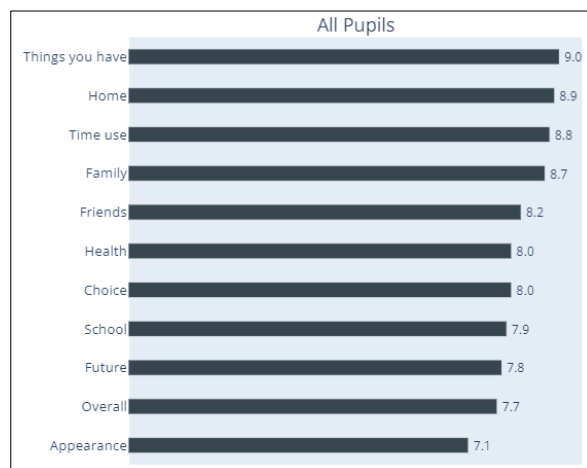 All Pupils
Things you have 9.0
Home 8.9
Time use 8.8
Family 8.7
Friends 8.2
Health 8.0
Choice 8.0
School 7.9
Future 7.8
Overall 7.7
Appearance 7.1